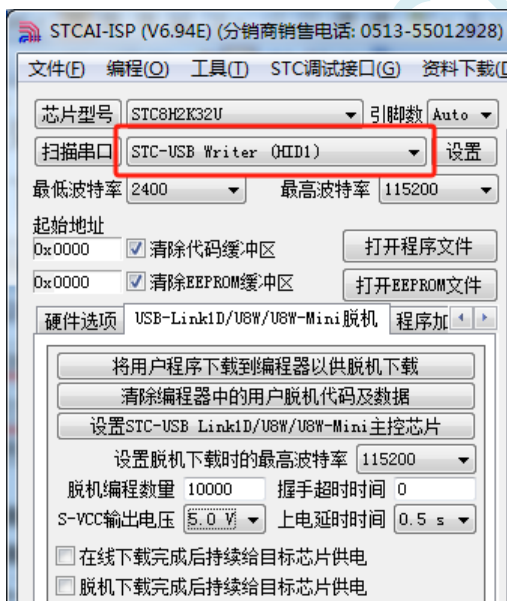 STCAI-ISP (V6.94E) (分销商销售电话: 0513-55012928)
文件(F) 编程(O) 工具(T) STC调试接口(G) 资料下载(
芯片型号 STC8H2K32U 引脚数 Auto
扫描串口 STC-USB Writer (HID1) 设置
最低波特率 2400 最高波特率 115200
起始地址
0x0000 清除代码缓冲区 打开程序文件
0x0000 清除EEPROM缓冲区 打开EEPROM文件
硬件选项 USB-Link1D/U8W/U8W-Mini脱机 程序加
将用户程序下载到编程器以供脱机下载
清除编程器中的用户脱机代码及数据
设置STC-USB Link1D/U8W/U8W-Mini主控芯片
设置脱机下载时的最高波特率 115200
脱机编程数量 10000 握手超时时间 0
S-VCC输出电压 5.0 V 上电延时时间 0.5 s
在线下载完成后持续给目标芯片供电
脱机下载完成后持续给目标芯片供电